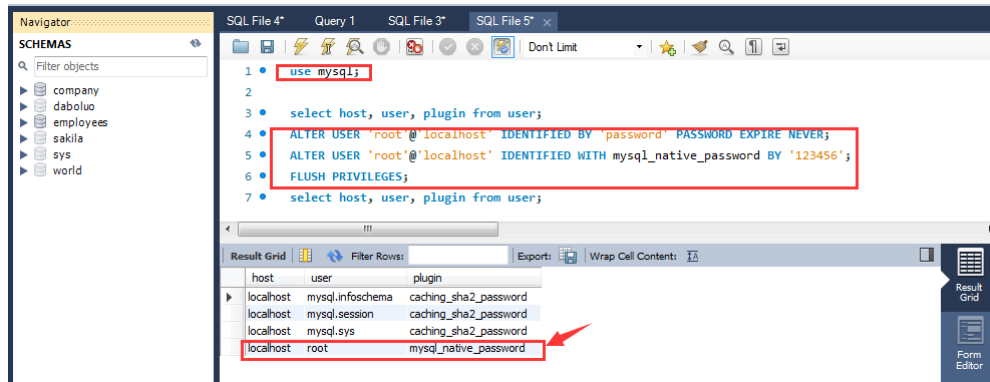 Navigator
SQL File 4*
Query 1
SQL File 3*
SQL File 5*
SCHEMAS
Filter objects
company
daboluo
employees
sakila
sys
world
Don't Limit
1 use mysql;
2
3 select host, user, plugin from user;
4 ALTER USER 'root'@'localhost' IDENTIFIED BY 'password' PASSWORD EXPIRE NEVER;
5 ALTER USER 'root'@'localhost' IDENTIFIED WITH mysql_native_password BY '123456';
6 FLUSH PRIVILEGES;
7 select host, user, plugin from user;
Result Grid Filter Rows: Export: Wrap Cell Content:
host user plugin
localhost mysql.infoschema caching_sha2_password
localhost mysql.session caching_sha2_password
localhost mysql.sys caching_sha2_password
localhost root mysql_native_password
Result
Grid
Form
Editor